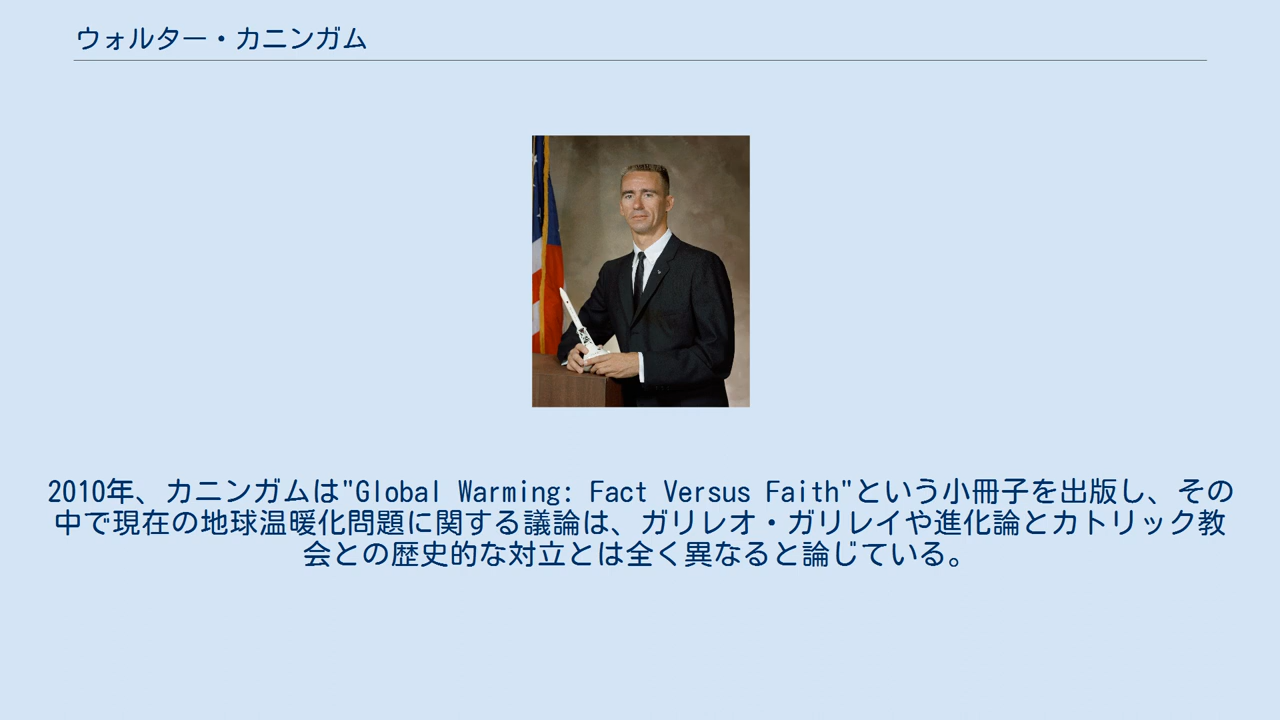 ウォルター・カニンガム
2010年、カニンガムは"Global Warming: Fact Versus Faith"という小冊子を出版し、その
中で現在の地球温暖化問題に関する議論は、ガリレオ・ガリレイや進化論とカトリック教
会との歴史的な対立とは全く異なると論じている。